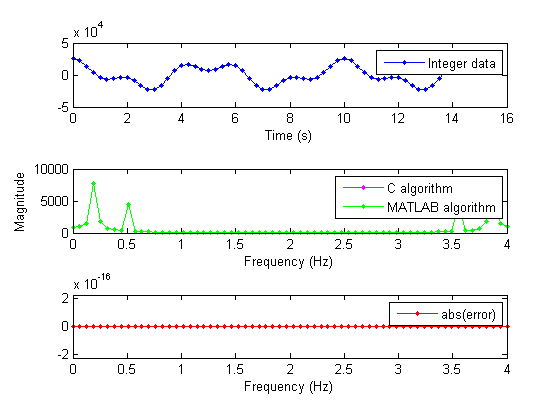 x 10^4
5
0
-5
Integer data
0 2 4 6 8 10 12 14 16
Time (s)
Magnitude
10000
5000
0
C algorithm
MATLAB algorithm
0 0.5 1 1.5 2 2.5 3 3.5 4
Frequency (Hz)
x 10^-16
2
0
-2
abs(error)
0 0.5 1 1.5 2 2.5 3 3.5 4
Frequency (Hz)